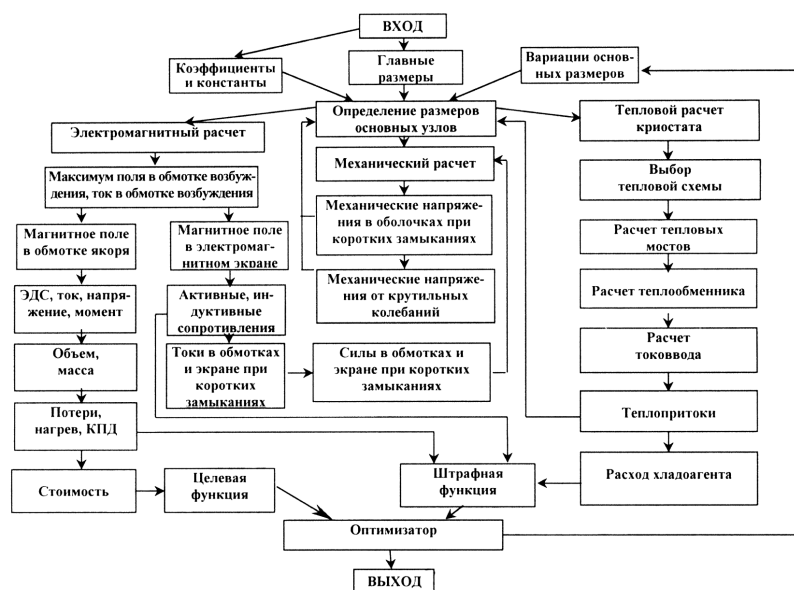 ВХОД
Коэффициенты
и константы
Главные
размеры
Вариации основ-
ных размеров
Определение размеров
основных узлов
Электромагнитный расчет
Тепловой расчет
криостата
Механический расчет
Максимум поля в обмотке возбуж-
дения, ток в обмотке возбуждения
Выбор
тепловой схемы
Магнитное поле
в обмотке якоря
Магнитное поле
в электромаг-
нитном экране
Механические напряже-
ния в оболочках при
коротких замыканиях
Расчет тепловых
мостов
ЭДС, ток, напря-
жение, момент
Активные, ин-
дуктивные
сопротивления
Механические напряже-
ния от крутильных
колебаний
Расчет теплообменника
Объем,
масса
Токи в обмотках
и экране при
коротких
замыканиях
Силы в обмотках и
экране при коротких
замыканиях
Расчет
токоввода
Потери,
нагрев, КПД
Теплопритоки
Стоимость
Целевая
функция
Штрафная
функция
Расход хладоагента
Оптимизатор
ВЫХОД